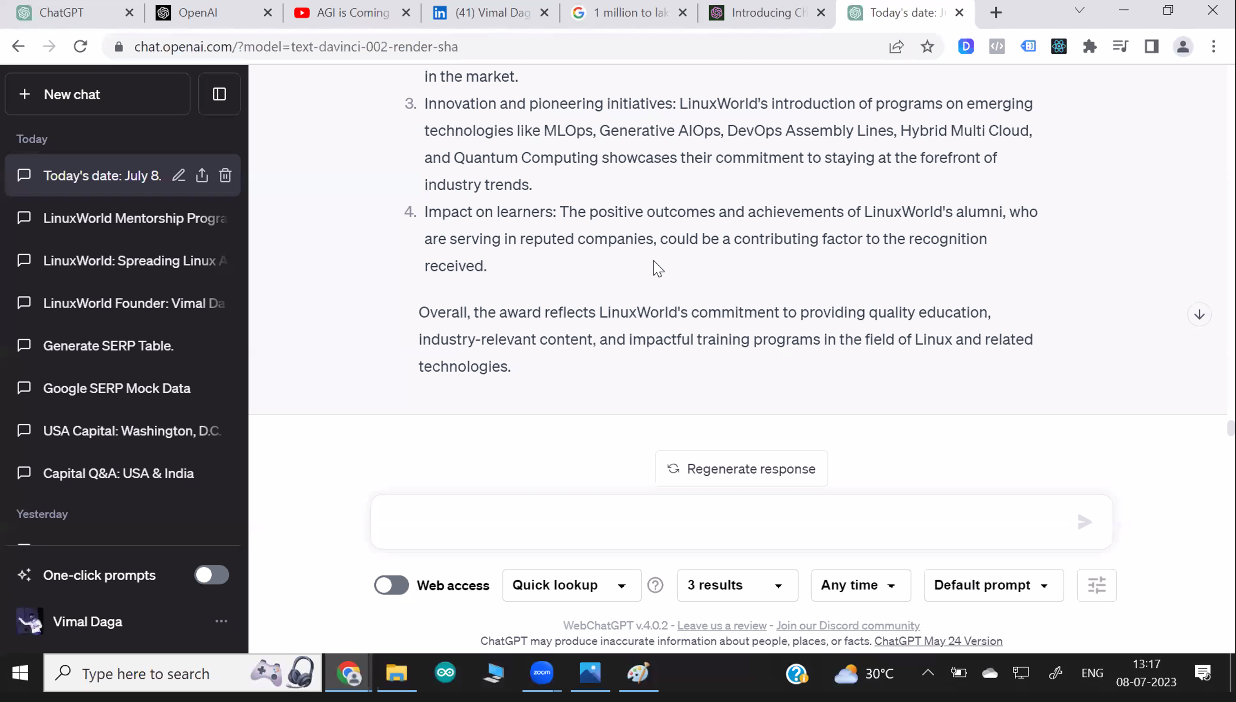 ChatGPT
OpenAI
AGI is Coming
(41) Vimal Dag
1 million to lak
Introducing Ch
Today's date: J
chat.openai.com/?model=text-davinci-002-render-sha
New chat
Today
Today's date: July 8.
LinuxWorld Mentorship Progra
LinuxWorld: Spreading Linux A
LinuxWorld Founder: Vimal Da
Generate SERP Table.
Google SERP Mock Data
USA Capital: Washington, D.C.
Capital Q&A: USA & India
Yesterday
One-click prompts
Vimal Daga
in the market.
3. Innovation and pioneering initiatives: LinuxWorld's introduction of programs on emerging
technologies like MLOps, Generative AIOps, DevOps Assembly Lines, Hybrid Multi Cloud,
and Quantum Computing showcases their commitment to staying at the forefront of
industry trends.
4. Impact on learners: The positive outcomes and achievements of LinuxWorld's alumni, who
are serving in reputed companies, could be a contributing factor to the recognition
received.
Overall, the award reflects LinuxWorld's commitment to providing quality education,
industry-relevant content, and impactful training programs in the field of Linux and related
technologies.
Regenerate response
Web access
Quick lookup
3 results
Any time
Default prompt
WebChatGPT v.4.0.2 - Leave us a review - Join our Discord community
ChatGPT may produce inaccurate information about people, places, or facts. ChatGPT May 24 Version
Type here to search
zoom
30°C
ENG
13:17
08-07-2023